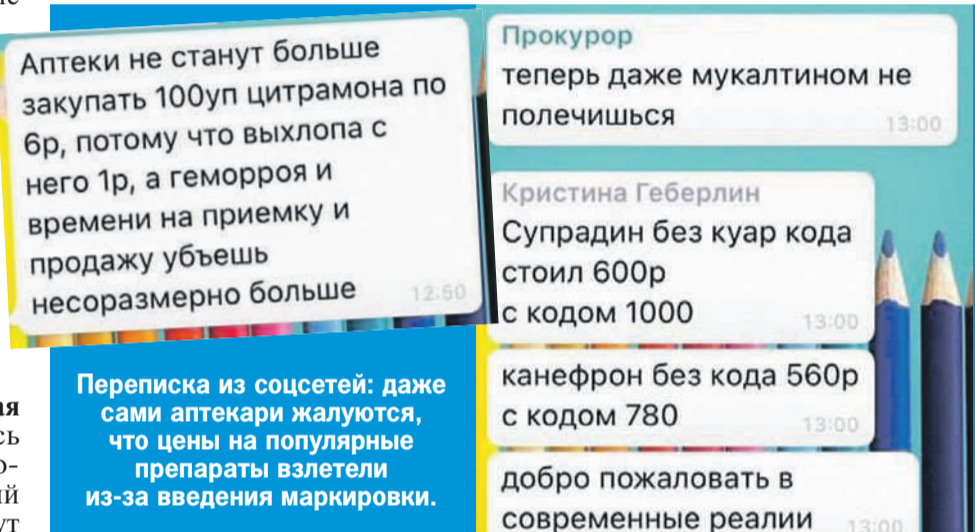 Аптеки не станут больше
закупать 100уп цитрамона по
6р, потому что выхлопа с
него 1р, а геморроя и
времени на приемку и
продажу убъешь
несоразмерно больше
12:50
Прокурор
теперь даже мукалтином не
полечишься
13:00
Кристина Геберлин
Супрадин без куар кода
стоил 600р
с кодом 1000
13:00
канефрон без кода 560р
с кодом 780
13:00
добро пожаловать в
современные реалии
13:00
Переписка из соцсетей: даже
сами аптекари жалуются,
что цены на популярные
препараты взлетели
из-за введения маркировки.